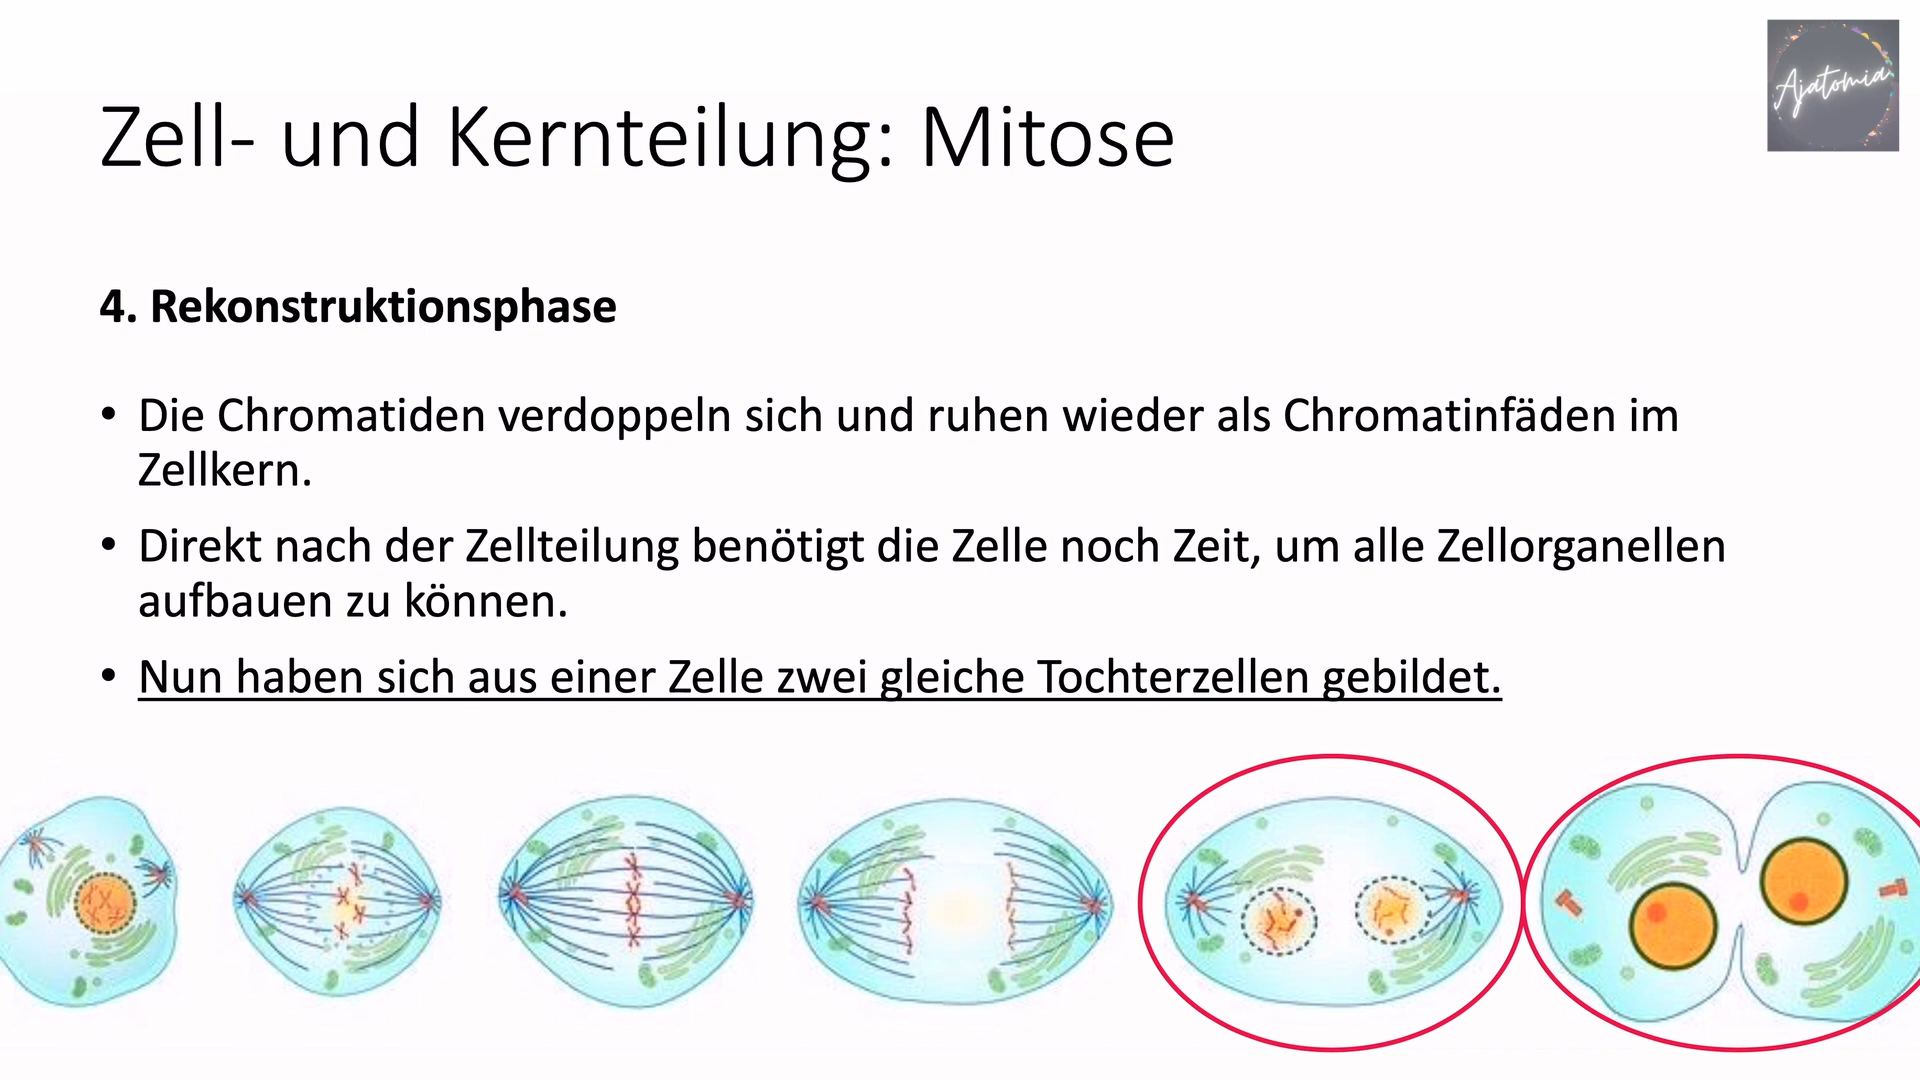 Ajatomia
Zell- und Kernteilung: Mitose
4. Rekonstruktionsphase
• Die Chromatiden verdoppeln sich und ruhen wieder als Chromatinfäden im
Zellkern.
• Direkt nach der Zellteilung benötigt die Zelle noch Zeit, um alle Zellorganellen
aufbauen zu können.
• Nun haben sich aus einer Zelle zwei gleiche Tochterzellen gebildet.